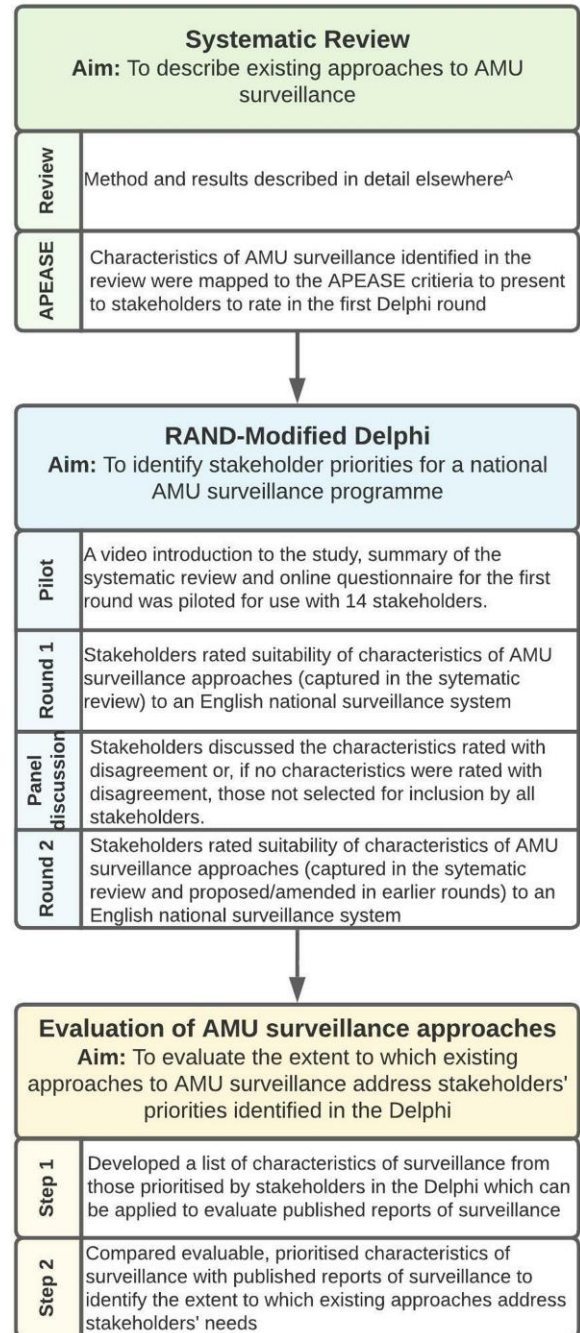 Systematic Review
Aim: To describe existing approaches to AMU
surveillance
Review
Method and results described in detail elsewhereᴬ
APEASE
Characteristics of AMU surveillance identified in the
review were mapped to the APEASE critieria to present
to stakeholders to rate in the first Delphi round
RAND-Modified Delphi
Aim: To identify stakeholder priorities for a national
AMU surveillance programme
Pilot
A video introduction to the study, summary of the
systematic review and online questionnaire for the first
round was piloted for use with 14 stakeholders.
Round 1
Stakeholders rated suitability of characteristics of AMU
surveillance approaches (captured in the sytematic
review) to an English national surveillance system
Panel
discussion
Stakeholders discussed the characteristics rated with
disagreement or, if no characteristics were rated with
disagreement, those not selected for inclusion by all
stakeholders.
Round 2
Stakeholders rated suitability of characteristics of AMU
surveillance approaches (captured in the sytematic
review and proposed/amended in earlier rounds) to an
English national surveillance system
Evaluation of AMU surveillance approaches
Aim: To evaluate the extent to which existing
approaches to AMU surveillance address stakeholders'
priorities identified in the Delphi
Step 1
Developed a list of characteristics of surveillance from
those prioritised by stakeholders in the Delphi which can
be applied to evaluate published reports of surveillance
Step 2
Compared evaluable, prioritised characteristics of
surveillance with published reports of surveillance to
identify the extent to which existing approaches address
stakeholders' needs